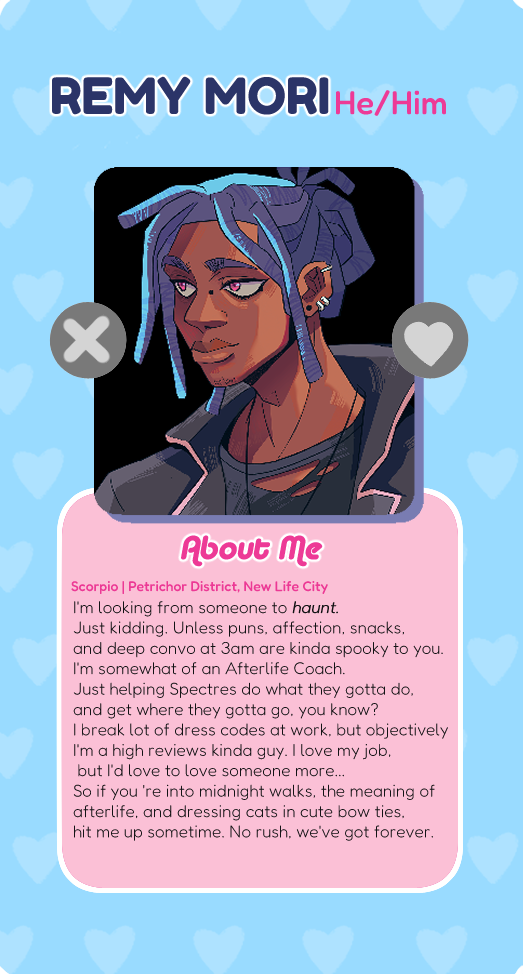 REMY MORI He/Him
About Me
Scorpio | Petrichor District, New Life City
I'm looking from someone to haunt.
Just kidding. Unless puns, affection, snacks,
and deep convo at 3am are kinda spooky to you.
I'm somewhat of an Afterlife Coach.
Just helping Spectres do what they gotta do,
and get where they gotta go, you know?
I break lot of dress codes at work, but objectively
I'm a high reviews kinda guy. I love my job,
but I'd love to love someone more...
So if you 're into midnight walks, the meaning of
afterlife, and dressing cats in cute bow ties,
hit me up sometime. No rush, we've got forever.